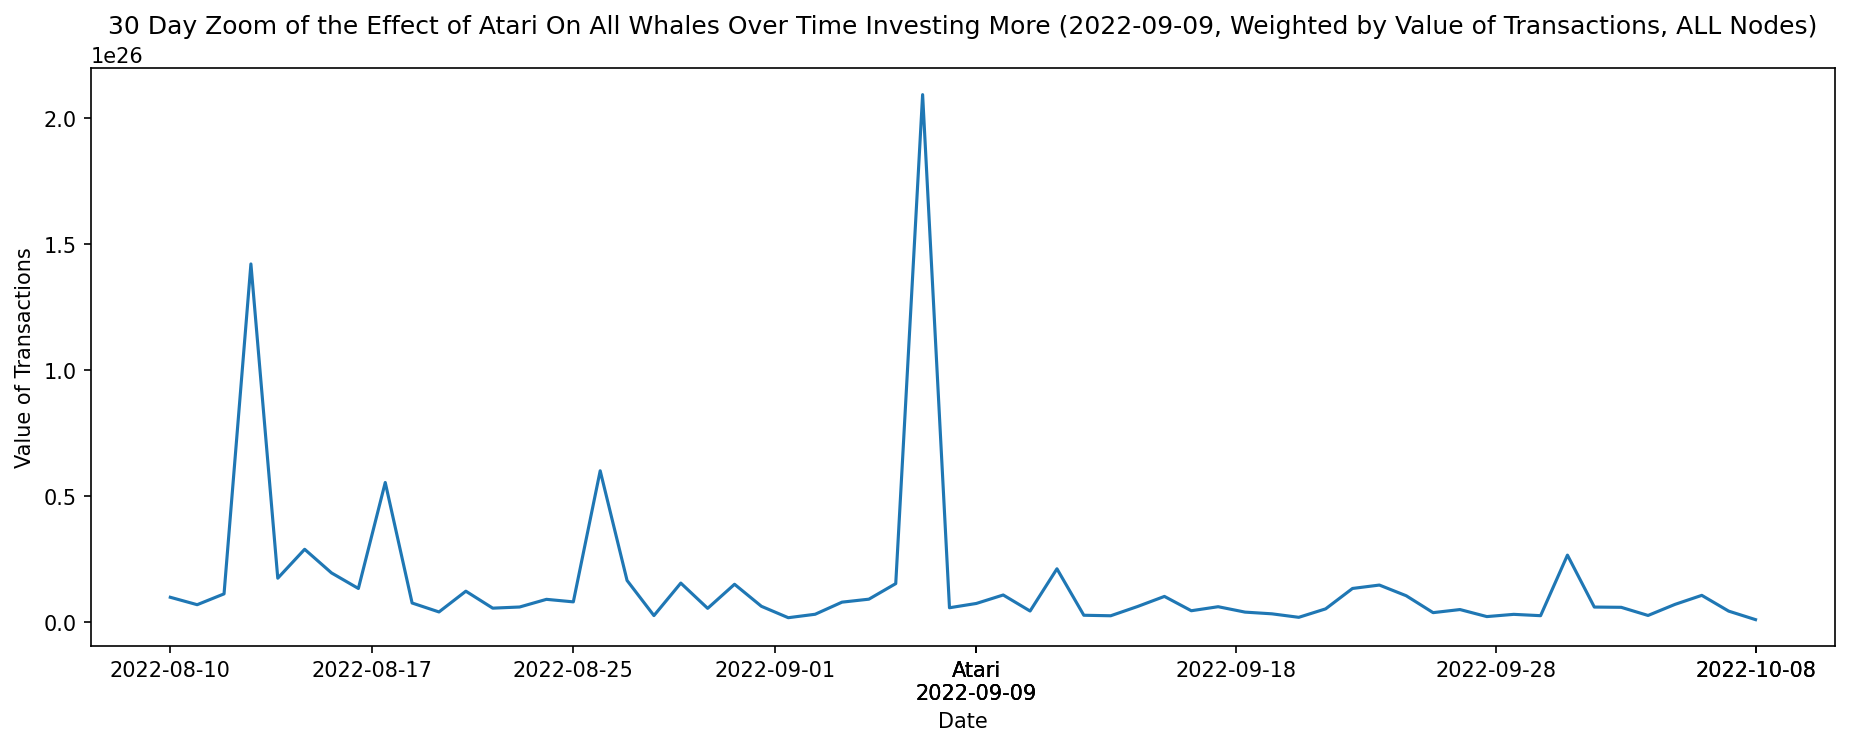 30 Day Zoom of the Effect of Atari On All Whales Over Time Investing More (2022-09-09, Weighted by Value of Transactions, ALL Nodes)
1e26
2.0
1.5
1.0
0.5
0.0
Value of Transactions
2022-08-10 2022-08-17 2022-08-25 2022-09-01 Atari 2022-09-18 2022-09-28 2022-10-08
2022-09-09
Date